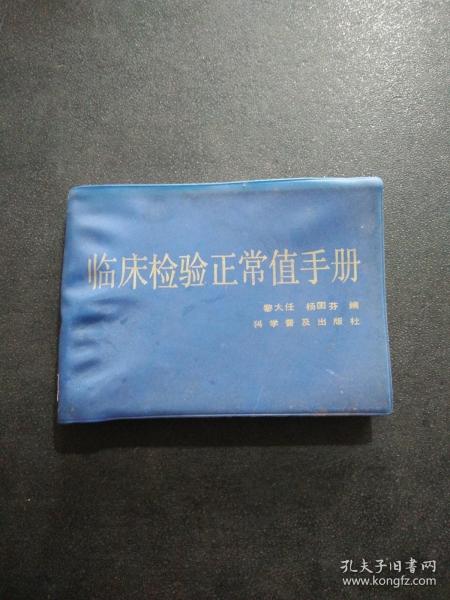 临床检验正常值手册
黎大任 杨国芬 编
科学普及出版社
孔夫子旧书网
www.kongfz.com